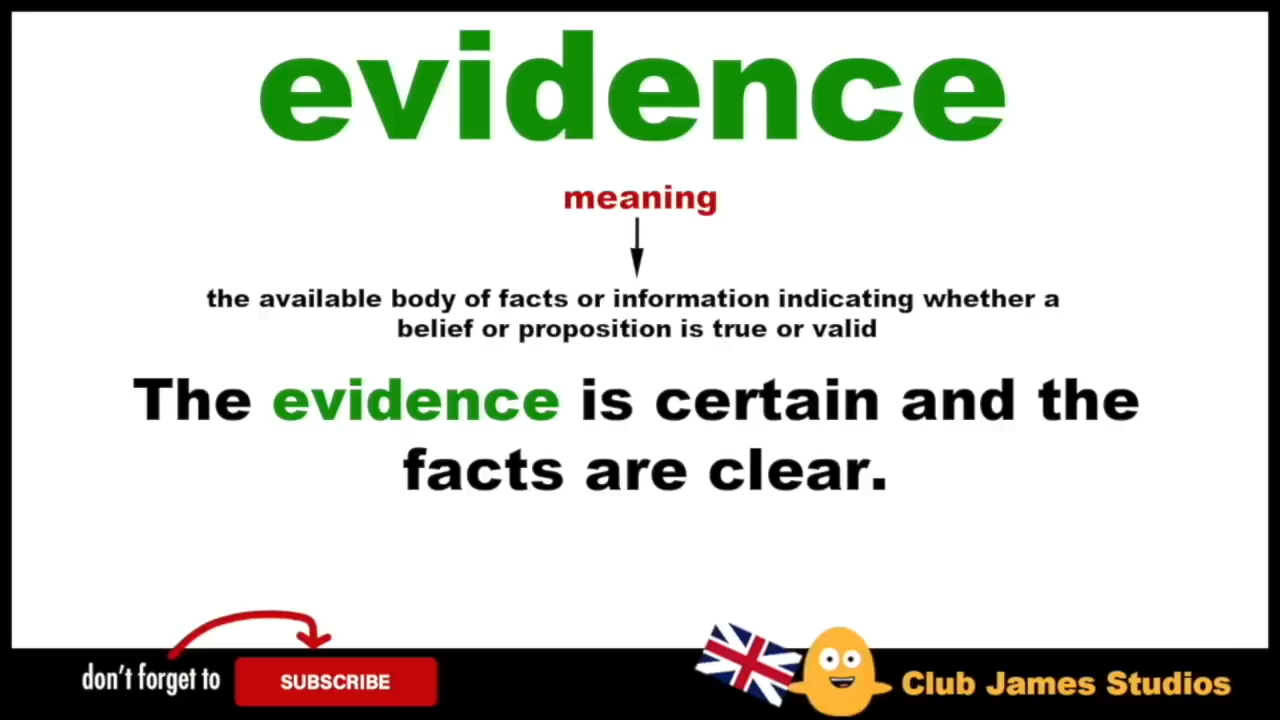 evidence
meaning
the available body of facts or information indicating whether a
belief or proposition is true or valid
The evidence is certain and the
facts are clear.
don't forget to
SUBSCRIBE
Club James Studios